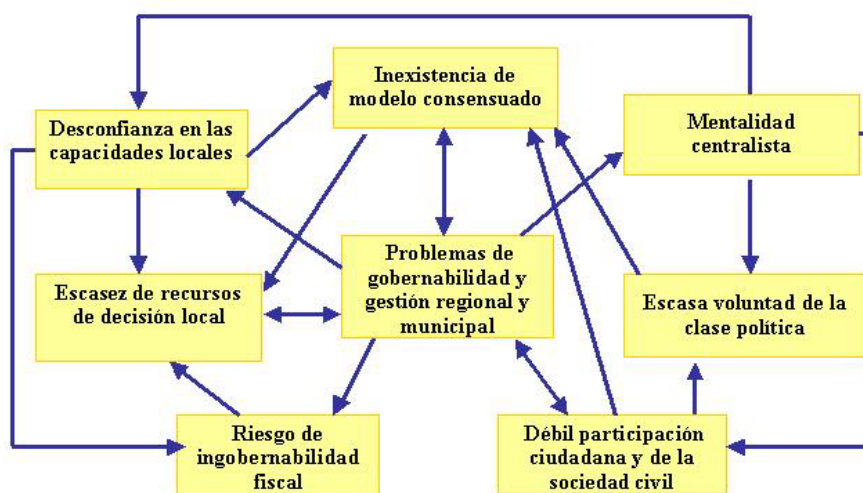 Inexistencia de
modelo consensuado
Desconfianza en las
capacidades locales
Mentalidad
centralista
Problemas de
gobernabilidad y
gestión regional y
municipal
Escasez de recursos
de decisión local
Escasa voluntad de la
clase política
Riesgo de
ingobernabilidad
fiscal
Débil participación
ciudadana y de la
sociedad civil